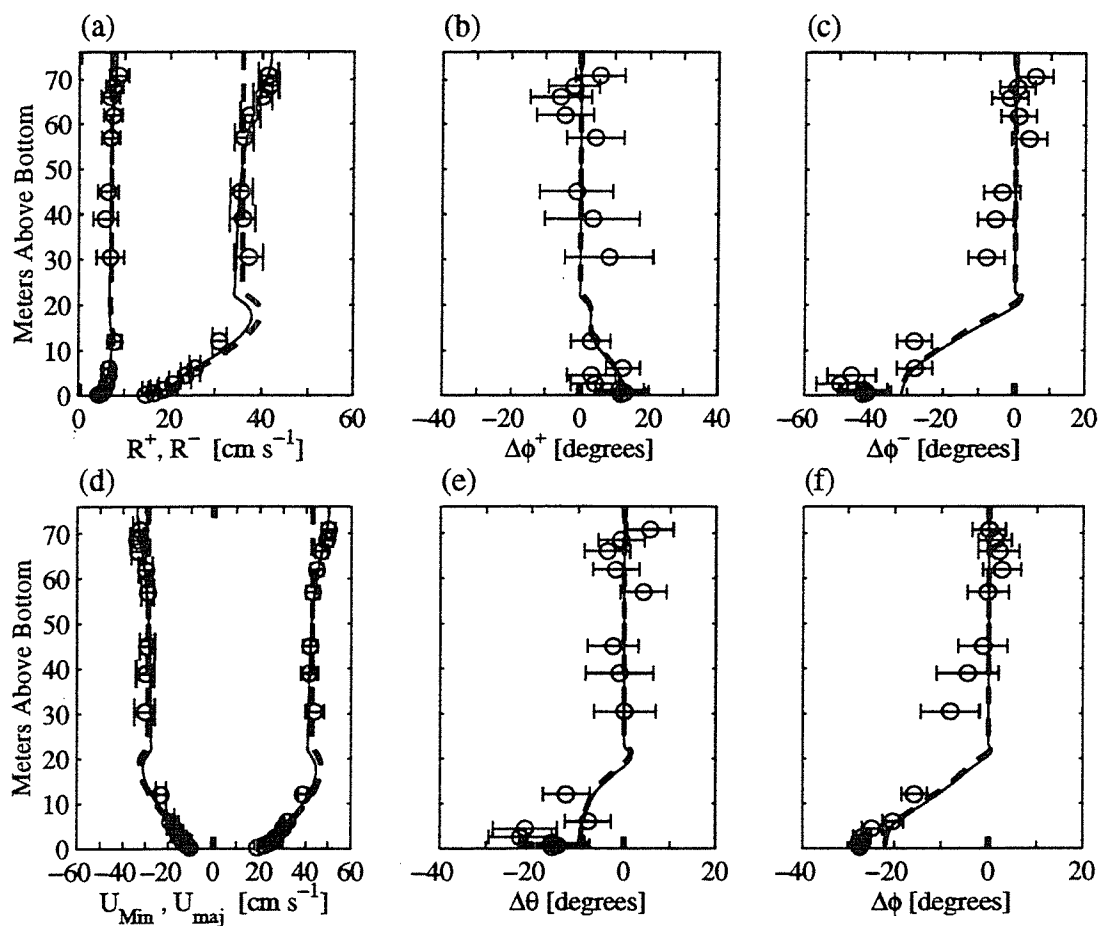 (a) (b) (c)
Meters Above Bottom
70
60
50
40
30
20
10
0
0 20 40 60
−40 −20 0 20 40
−60 −40 −20 0 20
R⁺, R⁻ [cm s⁻¹]
Δϕ⁺ [degrees]
Δϕ⁻ [degrees]
(d) (e) (f)
Meters Above Bottom
70
60
50
40
30
20
10
0
−60 −40 −20 0 20 40 60
−40 −20 0 20
−40 −20 0 20
U_Min , U_maj [cm s⁻¹]
Δθ [degrees]
Δϕ [degrees]